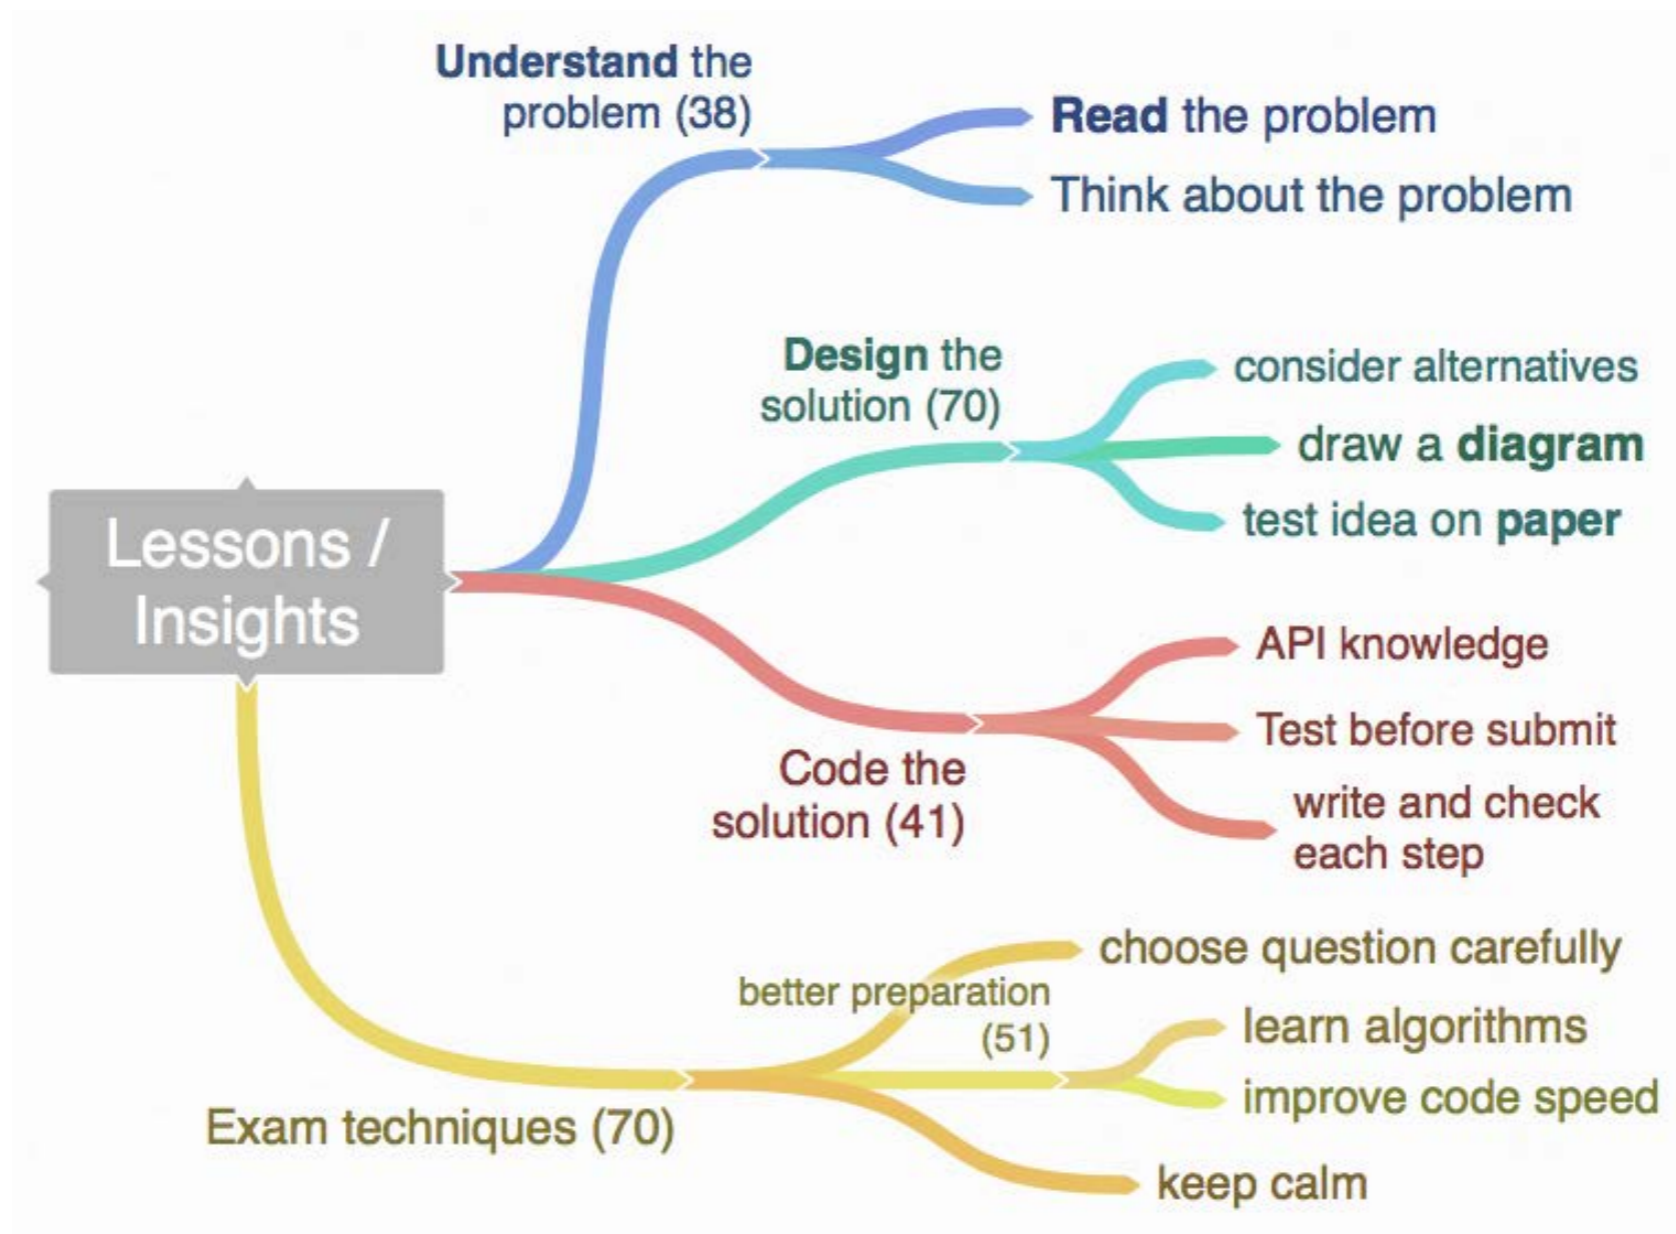 Understand the
problem (38)
Read the problem
Think about the problem
Design the
solution (70)
consider alternatives
draw a diagram
test idea on paper
Lessons /
Insights
API knowledge
Test before submit
write and check
each step
Code the
solution (41)
choose question carefully
better preparation
(51)
learn algorithms
improve code speed
Exam techniques (70)
keep calm